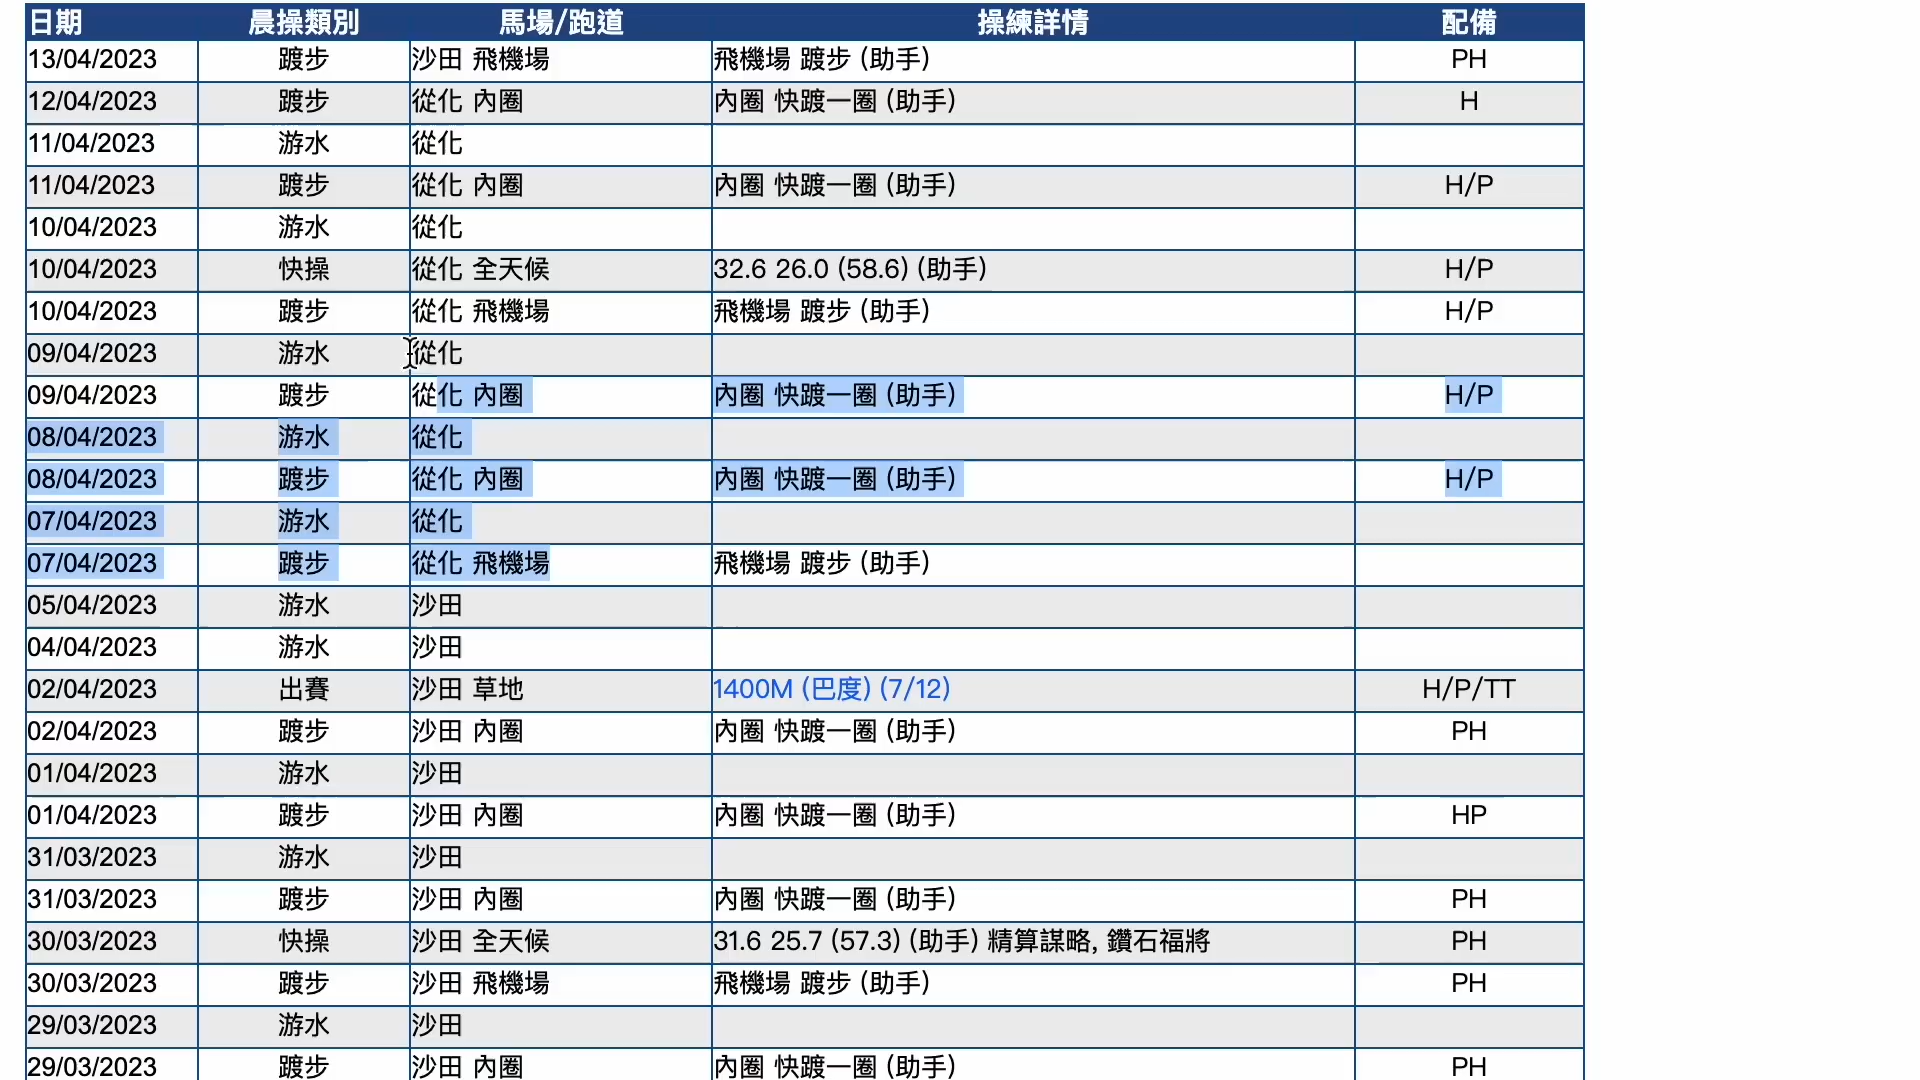 日期 晨操類別 馬場/跑道 操練詳情 配備
13/04/2023 踱步 沙田 飛機場 飛機場 踱步 (助手) PH
12/04/2023 踱步 從化 內圈 內圈 快踱一圈 (助手) H
11/04/2023 游水 從化
11/04/2023 踱步 從化 內圈 內圈 快踱一圈 (助手) H/P
10/04/2023 游水 從化
10/04/2023 快操 從化 全天候 32.6 26.0 (58.6) (助手) H/P
10/04/2023 踱步 從化 飛機場 飛機場 踱步 (助手) H/P
09/04/2023 游水 從化
09/04/2023 踱步 從化 內圈 內圈 快踱一圈 (助手) H/P
08/04/2023 游水 從化
08/04/2023 踱步 從化 內圈 內圈 快踱一圈 (助手) H/P
07/04/2023 游水 從化
07/04/2023 踱步 從化 飛機場 飛機場 踱步 (助手)
05/04/2023 游水 沙田
04/04/2023 游水 沙田
02/04/2023 出賽 沙田 草地 1400M (巴度) (7/12) H/P/TT
02/04/2023 踱步 沙田 內圈 內圈 快踱一圈 (助手) PH
01/04/2023 游水 沙田
01/04/2023 踱步 沙田 內圈 內圈 快踱一圈 (助手) HP
31/03/2023 游水 沙田
31/03/2023 踱步 沙田 內圈 內圈 快踱一圈 (助手) PH
30/03/2023 快操 沙田 全天候 31.6 25.7 (57.3) (助手) 精算謀略, 鑽石福將 PH
30/03/2023 踱步 沙田 飛機場 飛機場 踱步 (助手) PH
29/03/2023 游水 沙田
29/03/2023 踱步 沙田 內圈 內圈 快踱一圈 (助手) PH